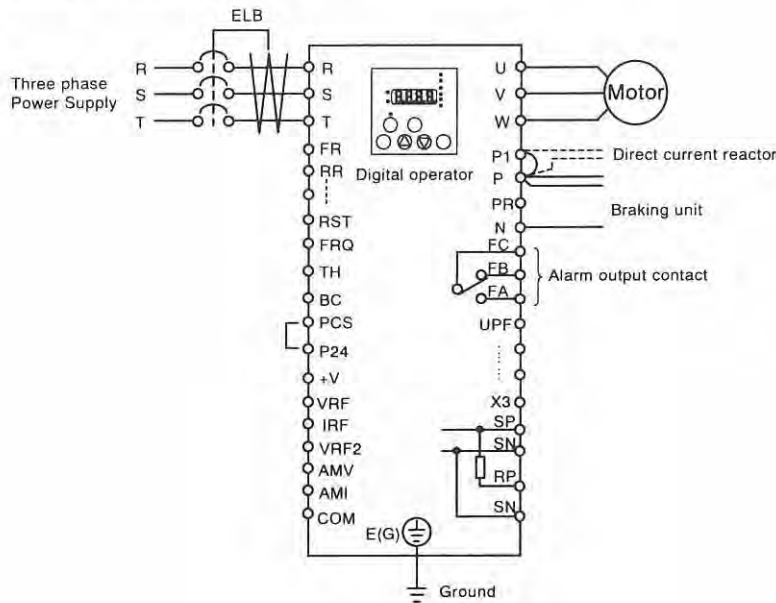 ELB
Three phase
Power Supply
R
S
T
R
S
T
FR
RR
RST
FRQ
TH
BC
PCS
P24
+V
VRF
IRF
VRF2
AMV
AMI
COM
8888
Digital operator
U
V
W
Motor
P1
P
Direct current reactor
PR
N
Braking unit
FC
FB
FA
Alarm output contact
UPF
X3
SP
SN
RP
SN
E(G)
Ground